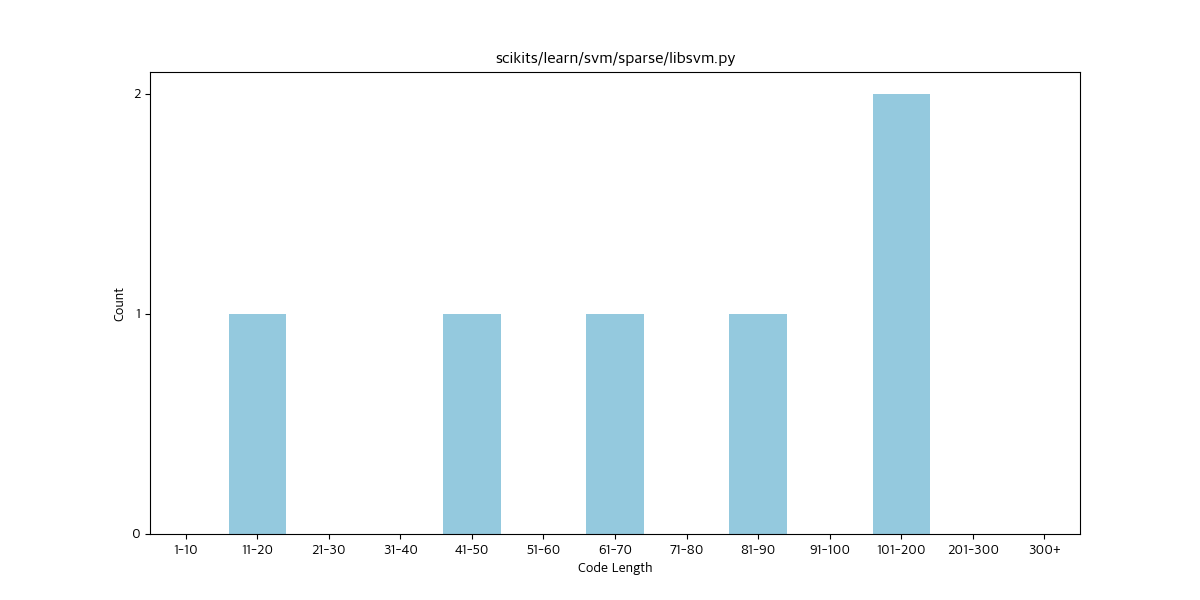 scikits/learn/svm/sparse/libsvm.py
2
1
0
Count
1-10 11-20 21-30 31-40 41-50 51-60 61-70 71-80 81-90 91-100 101-200 201-300 300+
Code Length